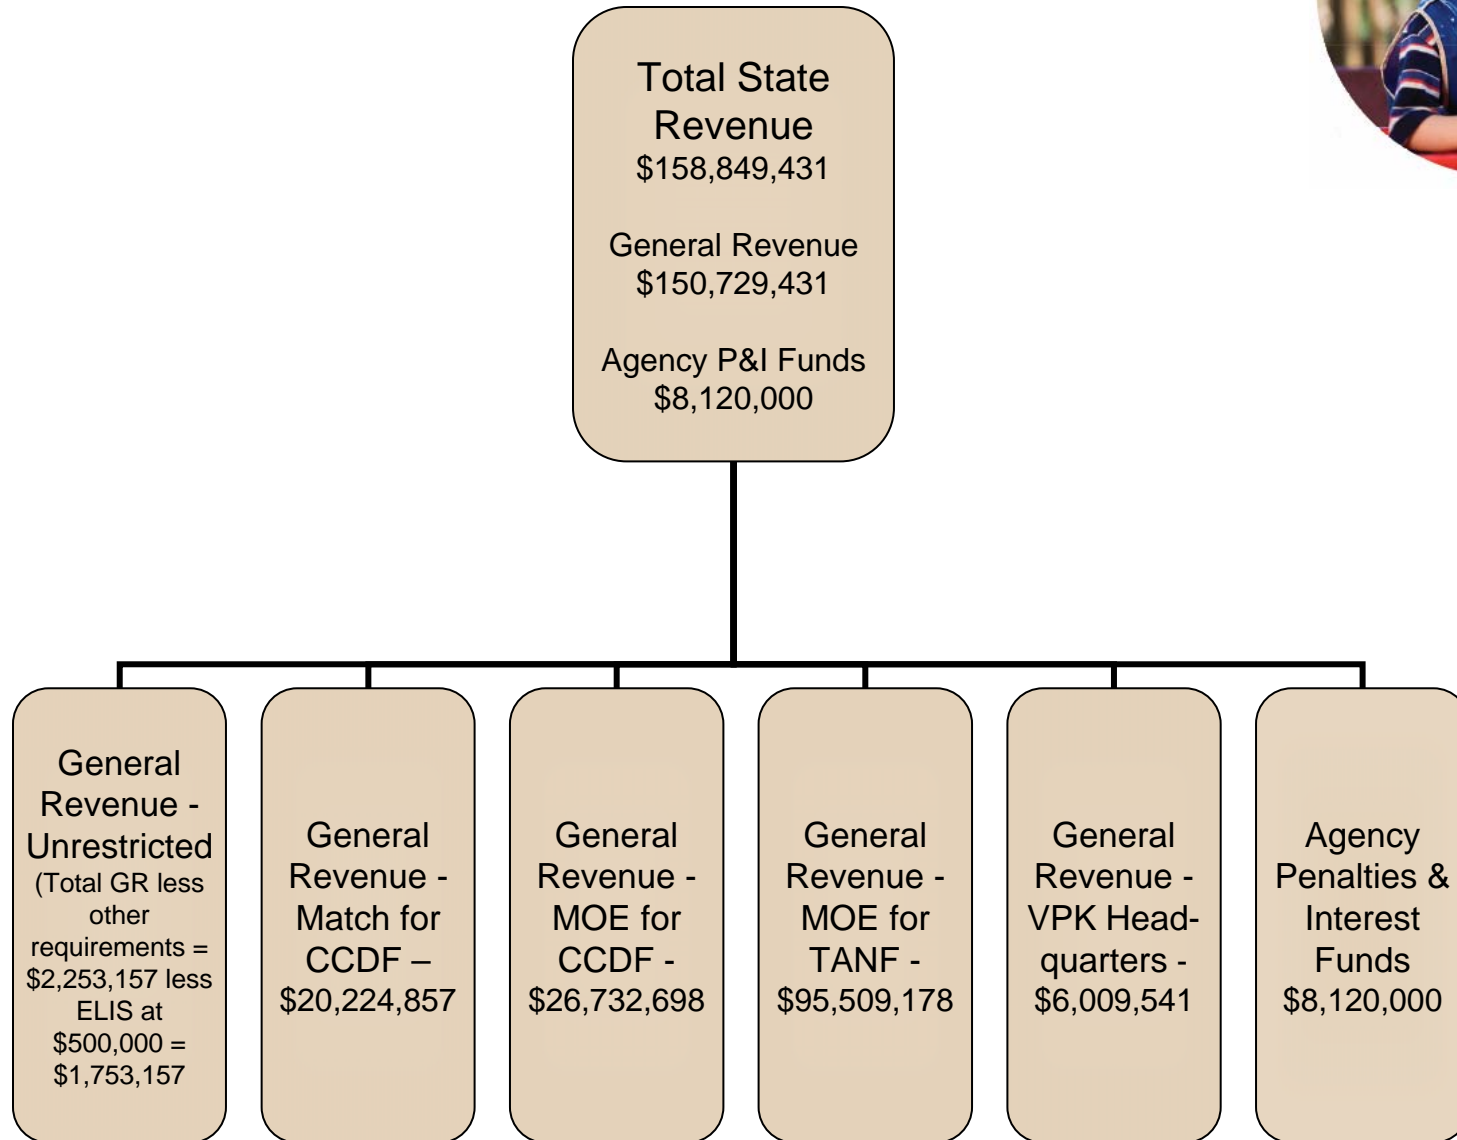 Total State
Revenue
$158,849,431
General Revenue
$150,729,431
Agency P&I Funds
$8,120,000
General
Revenue -
Unrestricted
(Total GR less
other
requirements =
$2,253,157 less
ELIS at
$500,000 =
$1,753,157
General
Revenue -
Match for
CCDF –
$20,224,857
General
Revenue -
MOE for
CCDF -
$26,732,698
General
Revenue -
MOE for
TANF -
$95,509,178
General
Revenue -
VPK Head-
quarters -
$6,009,541
Agency
Penalties &
Interest
Funds
$8,120,000